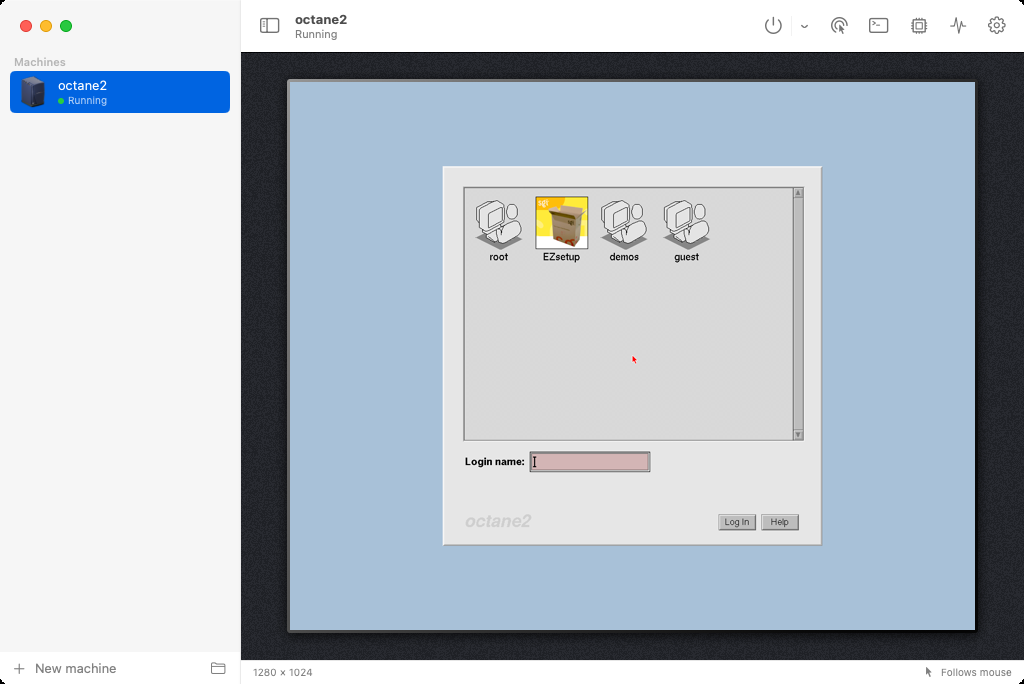 octane2
Running
Machines
octane2
Running
root
EZsetup
demos
guest
Login name:
octane2
Log In
Help
New machine
1280 × 1024
Follows mouse